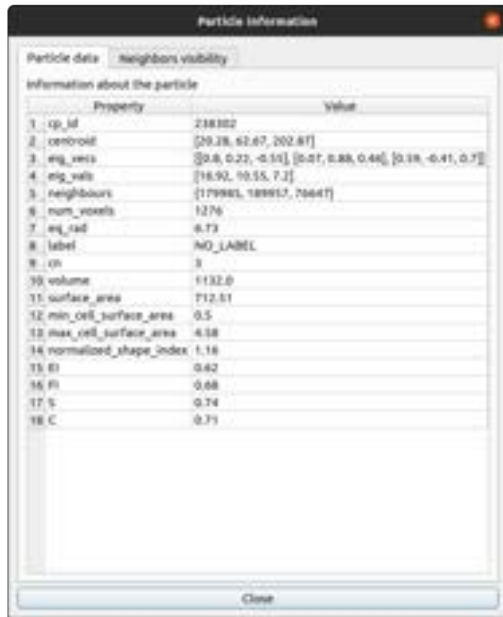 Particle Information
Particle data Neighbors visibility
Information about the particle
Property Value
1 cp_id 238302
2 centroid [20.28, 62.67, 202.87]
3 eig_vecs [[0.8, 0.22, -0.55], [0.07, 0.88, 0.46], [0.59, -0.41, 0.7]]
4 eig_vals [16.92, 10.55, 7.2]
5 neighbours {179985, 189957, 76647}
6 num_voxels 1276
7 eq_rad 6.73
8 label NO_LABEL
9 cn 3
10 volume 1132.0
11 surface_area 712.51
12 min_cell_surface_area 0.5
13 max_cell_surface_area 4.58
14 normalized_shape_index 1.16
15 EI 0.62
16 FI 0.68
17 S 0.74
18 C 0.71
Close